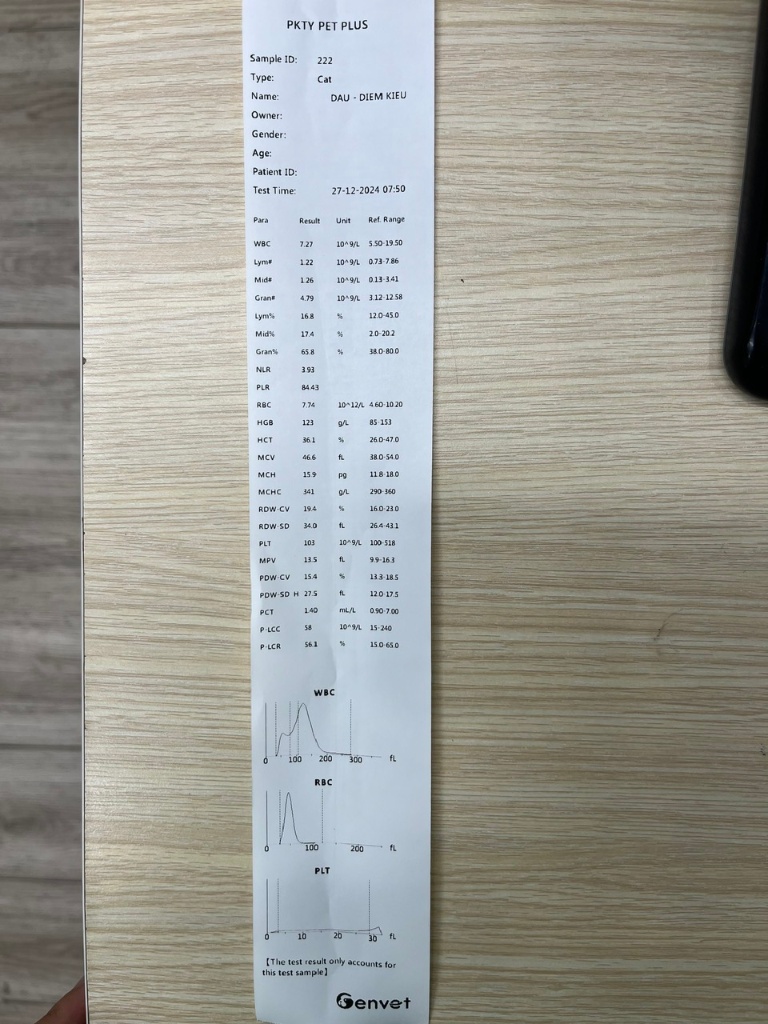 PKTY PET PLUS
Sample ID: 222
Type: Cat
Name: DAU - DIEM KIEU
Owner:
Gender:
Age:
Patient ID:
Test Time: 27-12-2024 07:50
Para Result Unit Ref. Range
WBC 7.27 10^9/L 5.50-19.50
Lym# 1.22 10^9/L 0.73-7.86
Mid# 1.26 10^9/L 0.13-3.41
Gran# 4.79 10^9/L 3.12-12.58
Lym% 16.8 % 12.0-45.0
Mid% 17.4 % 2.0-20.2
Gran% 65.8 % 38.0-80.0
NLR 3.93
PLR 84.43
RBC 7.74 10^12/L 4.60-10.20
HGB 123 g/L 85-153
HCT 36.1 % 26.0-47.0
MCV 46.6 fL 38.0-54.0
MCH 15.9 pg 11.8-18.0
MCHC 341 g/L 290-360
RDW-CV 19.4 % 16.0-23.0
RDW-SD 34.0 fL 26.4-43.1
PLT 103 10^9/L 100-518
MPV 13.5 fL 9.9-16.3
PDW-CV 15.4 % 13.3-18.5
PDW-SD H 27.5 fL 12.0-17.5
PCT 1.40 mL/L 0.90-7.00
P-LCC 58 10^9/L 15-240
P-LCR 56.1 % 15.0-65.0
WBC
0 100 200 300 fL
RBC
0 100 200 fL
PLT
0 10 20 30 fL
【The test result only accounts for
this test sample】
Genvet